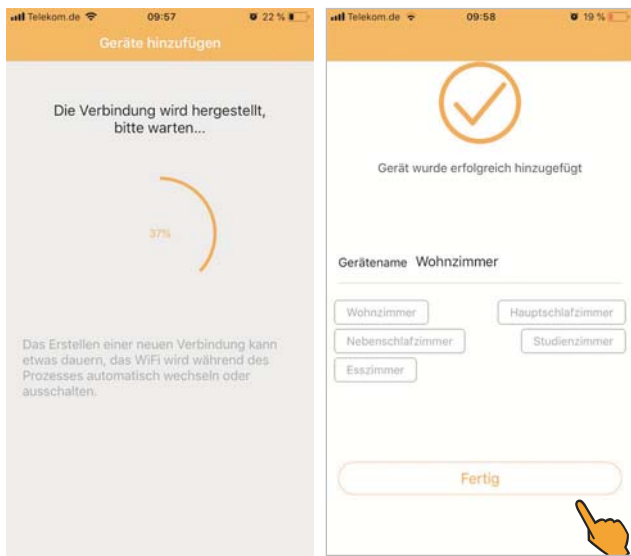 Telekom.de 09:57 22 %
Geräte hinzufügen
Die Verbindung wird hergestellt,
bitte warten...
37%
Das Erstellen einer neuen Verbindung kann
etwas dauern, das WiFi wird während des
Prozesses automatisch wechseln oder
ausschalten.
Telekom.de 09:58 19 %
Gerät wurde erfolgreich hinzugefügt
Gerätename Wohnzimmer
Wohnzimmer Hauptschlafzimmer
Nebenschlafzimmer Studienzimmer
Esszimmer
Fertig